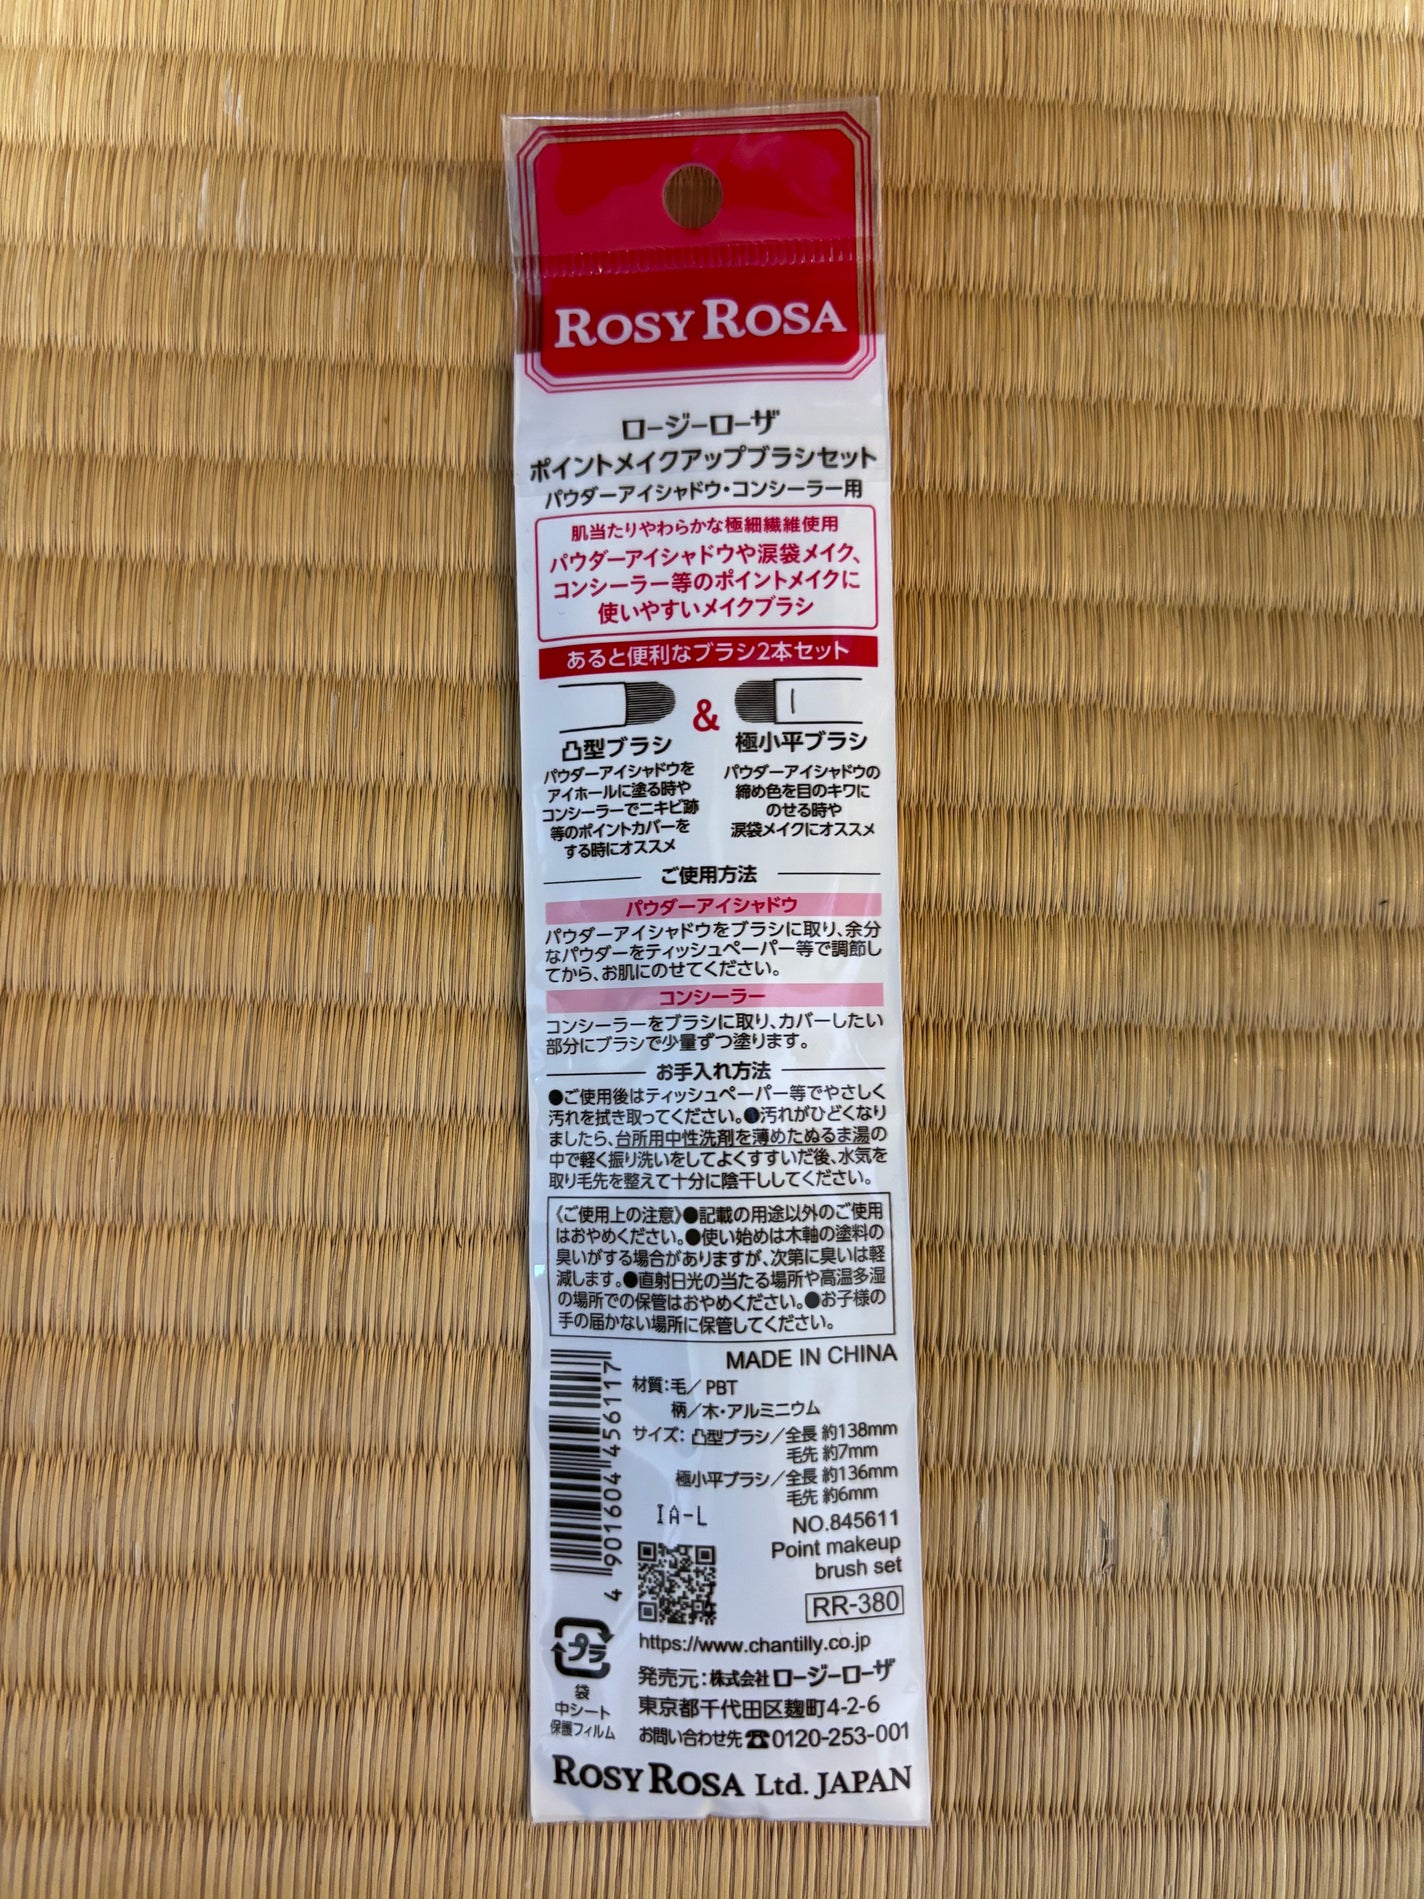 ROSY ROSA
ロージーローザ
ポイントメイクアップブラシセット
パウダーアイシャドウ・コンシーラー用
肌当たりやわらかな極細繊維使用
パウダーアイシャドウや涙袋メイク、
コンシーラー等のポイントメイクに
使いやすいメイクブラシ
あると便利なブラシ2本セット
&
凸型ブラシ
パウダーアイシャドウを
アイホールに塗る時や
コンシーラーでニキビ跡
等のポイントカバーを
する時にオススメ
極小平ブラシ
パウダーアイシャドウの
締め色を目のキワに
のせる時や
涙袋メイクにオススメ
ご使用方法
パウダーアイシャドウ
パウダーアイシャドウをブラシに取り、余分
なパウダーをティッシュペーパー等で調節し
てから、お肌にのせてください。
コンシーラー
コンシーラーをブラシに取り、カバーしたい
部分にブラシで少量ずつ塗ります。
お手入れ方法
●ご使用後はティッシュペーパー等でやさしく
汚れを拭き取ってください。●汚れがひどくなり
ましたら、台所用中性洗剤を薄めたぬるま湯の
中で軽く振り洗いをしてよくすすいだ後、水気を
取り毛先を整えて十分に陰干ししてください。
《ご使用上の注意》●記載の用途以外のご使用
はおやめください。●使い始めは木軸の塗料の
臭いがする場合がありますが、次第に臭いは軽
減します。●直射日光の当たる場所や高温多湿
の場所での保管はおやめください。●お子様の
手の届かない場所に保管してください。
MADE IN CHINA
材質:毛／PBT
柄／木・アルミニウム
サイズ:凸型ブラシ／全長 約138mm
毛先 約7mm
極小平ブラシ／全長 約136mm
毛先 約6mm
4 901604 456117
IA-L
NO.845611
Point makeup
brush set
RR-380
プラ
袋
中シート
保護フィルム
https://www.chantilly.co.jp
発売元:株式会社ロージーローザ
東京都千代田区麹町4-2-6
お問い合わせ先☎0120-253-001
ROSY ROSA Ltd. JAPAN